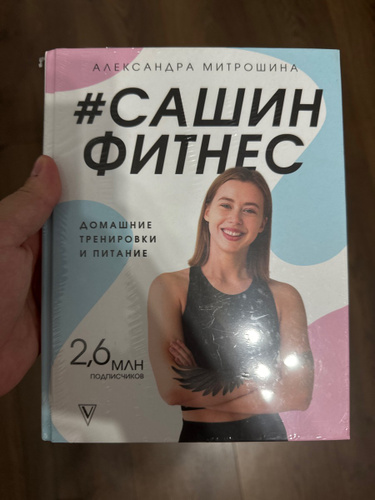 АЛЕКСАНДРА МИТРОШИНА
#САШИН
ФИТНЕС
ДОМАШНИЕ
ТРЕНИРОВКИ
И ПИТАНИЕ
2,6 МЛН
ПОДПИСЧИКОВ